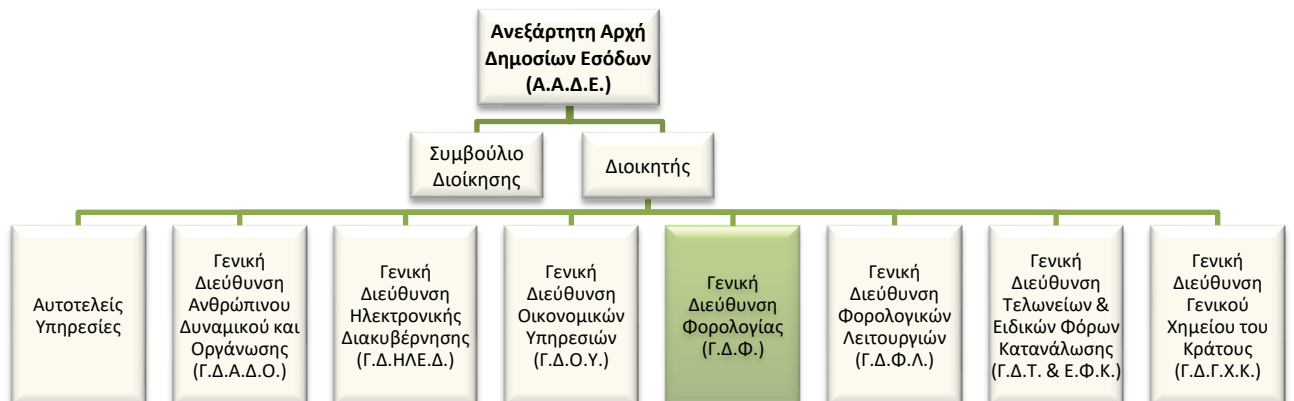 Ανεξάρτητη Αρχή
Δημοσίων Εσόδων
(Α.Α.Δ.Ε.)
Συμβούλιο
Διοίκησης
Διοικητής
Αυτοτελείς
Υπηρεσίες
Γενική
Διεύθυνση
Ανθρώπινου
Δυναμικού και
Οργάνωσης
(Γ.Δ.Α.Δ.Ο.)
Γενική
Διεύθυνση
Ηλεκτρονικής
Διακυβέρνησης
(Γ.Δ.ΗΛΕ.Δ.)
Γενική
Διεύθυνση
Οικονομικών
Υπηρεσιών
(Γ.Δ.Ο.Υ.)
Γενική
Διεύθυνση
Φορολογίας
(Γ.Δ.Φ.)
Γενική
Διεύθυνση
Φορολογικών
Λειτουργιών
(Γ.Δ.Φ.Λ.)
Γενική
Διεύθυνση
Τελωνείων &
Ειδικών Φόρων
Κατανάλωσης
(Γ.Δ.Τ. & Ε.Φ.Κ.)
Γενική
Διεύθυνση
Γενικού
Χημείου του
Κράτους
(Γ.Δ.Γ.Χ.Κ.)